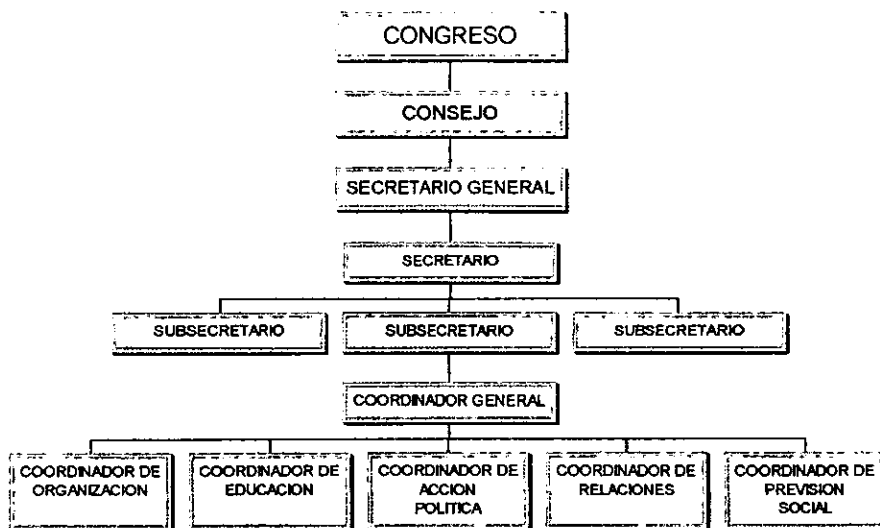 CONGRESO
CONSEJO
SECRETARIO GENERAL
SECRETARIO
SUBSECRETARIO
SUBSECRETARIO
SUBSECRETARIO
COORDINADOR GENERAL
COORDINADOR DE
ORGANIZACION
COORDINADOR DE
EDUCACION
COORDINADOR DE
ACCION
POLITICA
COORDINADOR DE
RELACIONES
COORDINADOR DE
PREVISION
SOCIAL